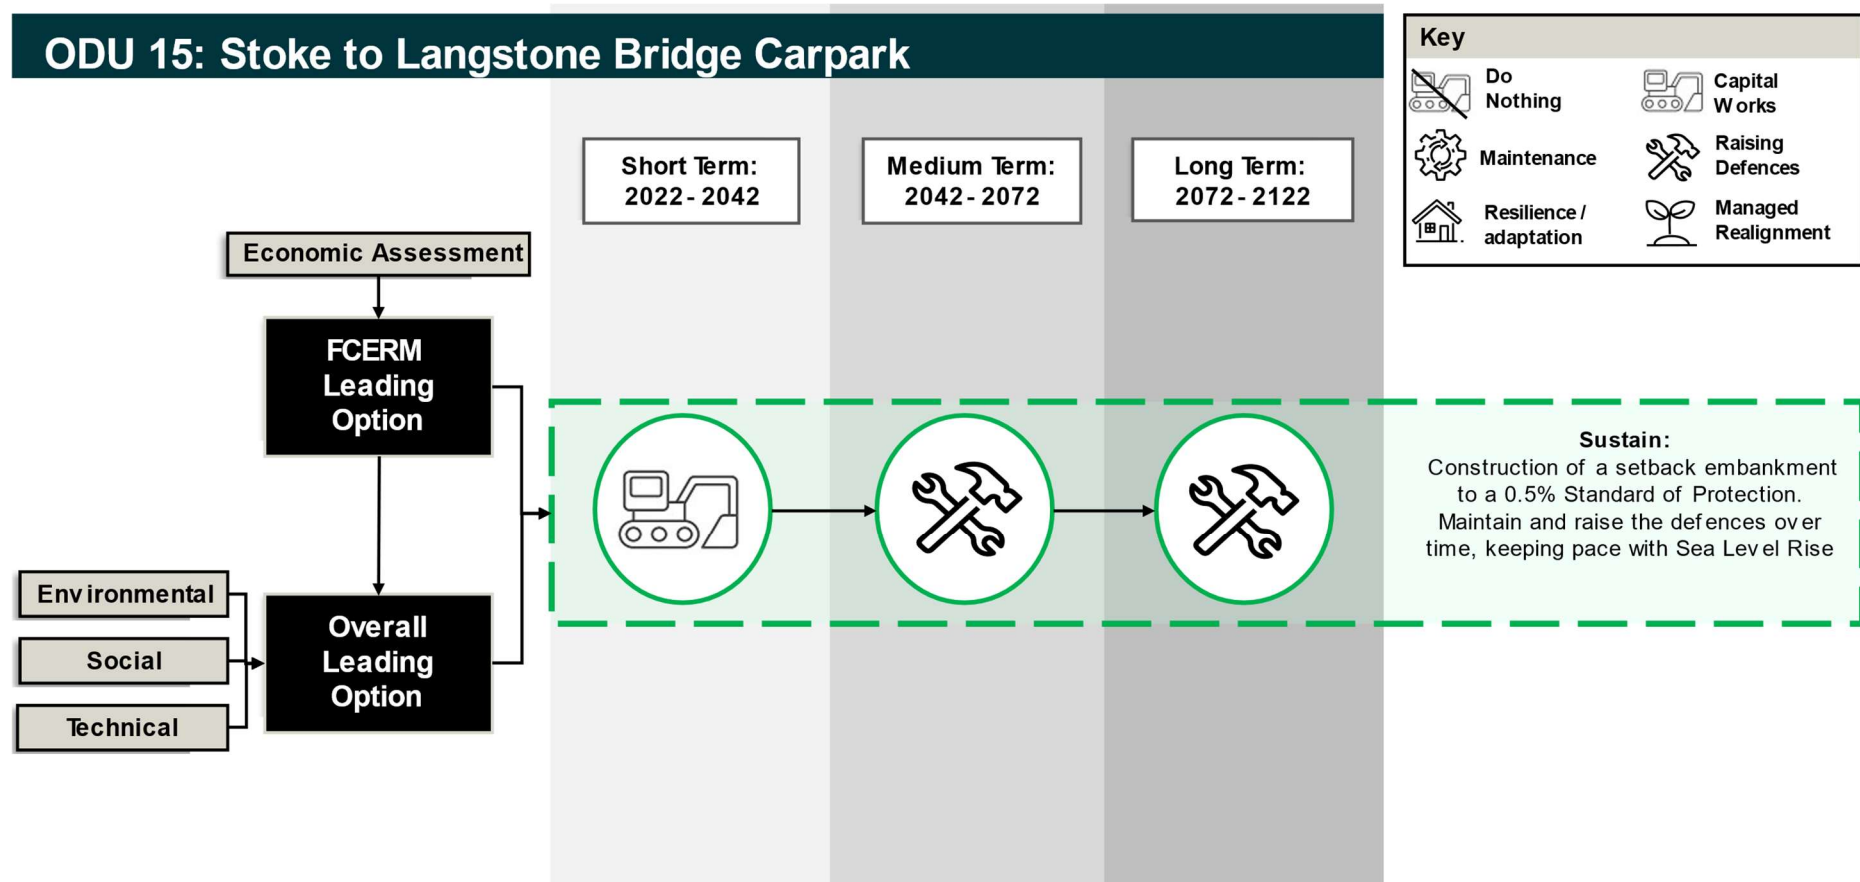 ODU 15: Stoke to Langstone Bridge Carpark
Key
Do
Nothing
Capital
Works
Maintenance
Raising
Defences
Resilience /
adaptation
Managed
Realignment
Short Term:
2022 - 2042
Medium Term:
2042 - 2072
Long Term:
2072 - 2122
Economic Assessment
FCERM
Leading
Option
Environmental
Social
Technical
Overall
Leading
Option
Sustain:
Construction of a setback embankment
to a 0.5% Standard of Protection.
Maintain and raise the defences over
time, keeping pace with Sea Level Rise